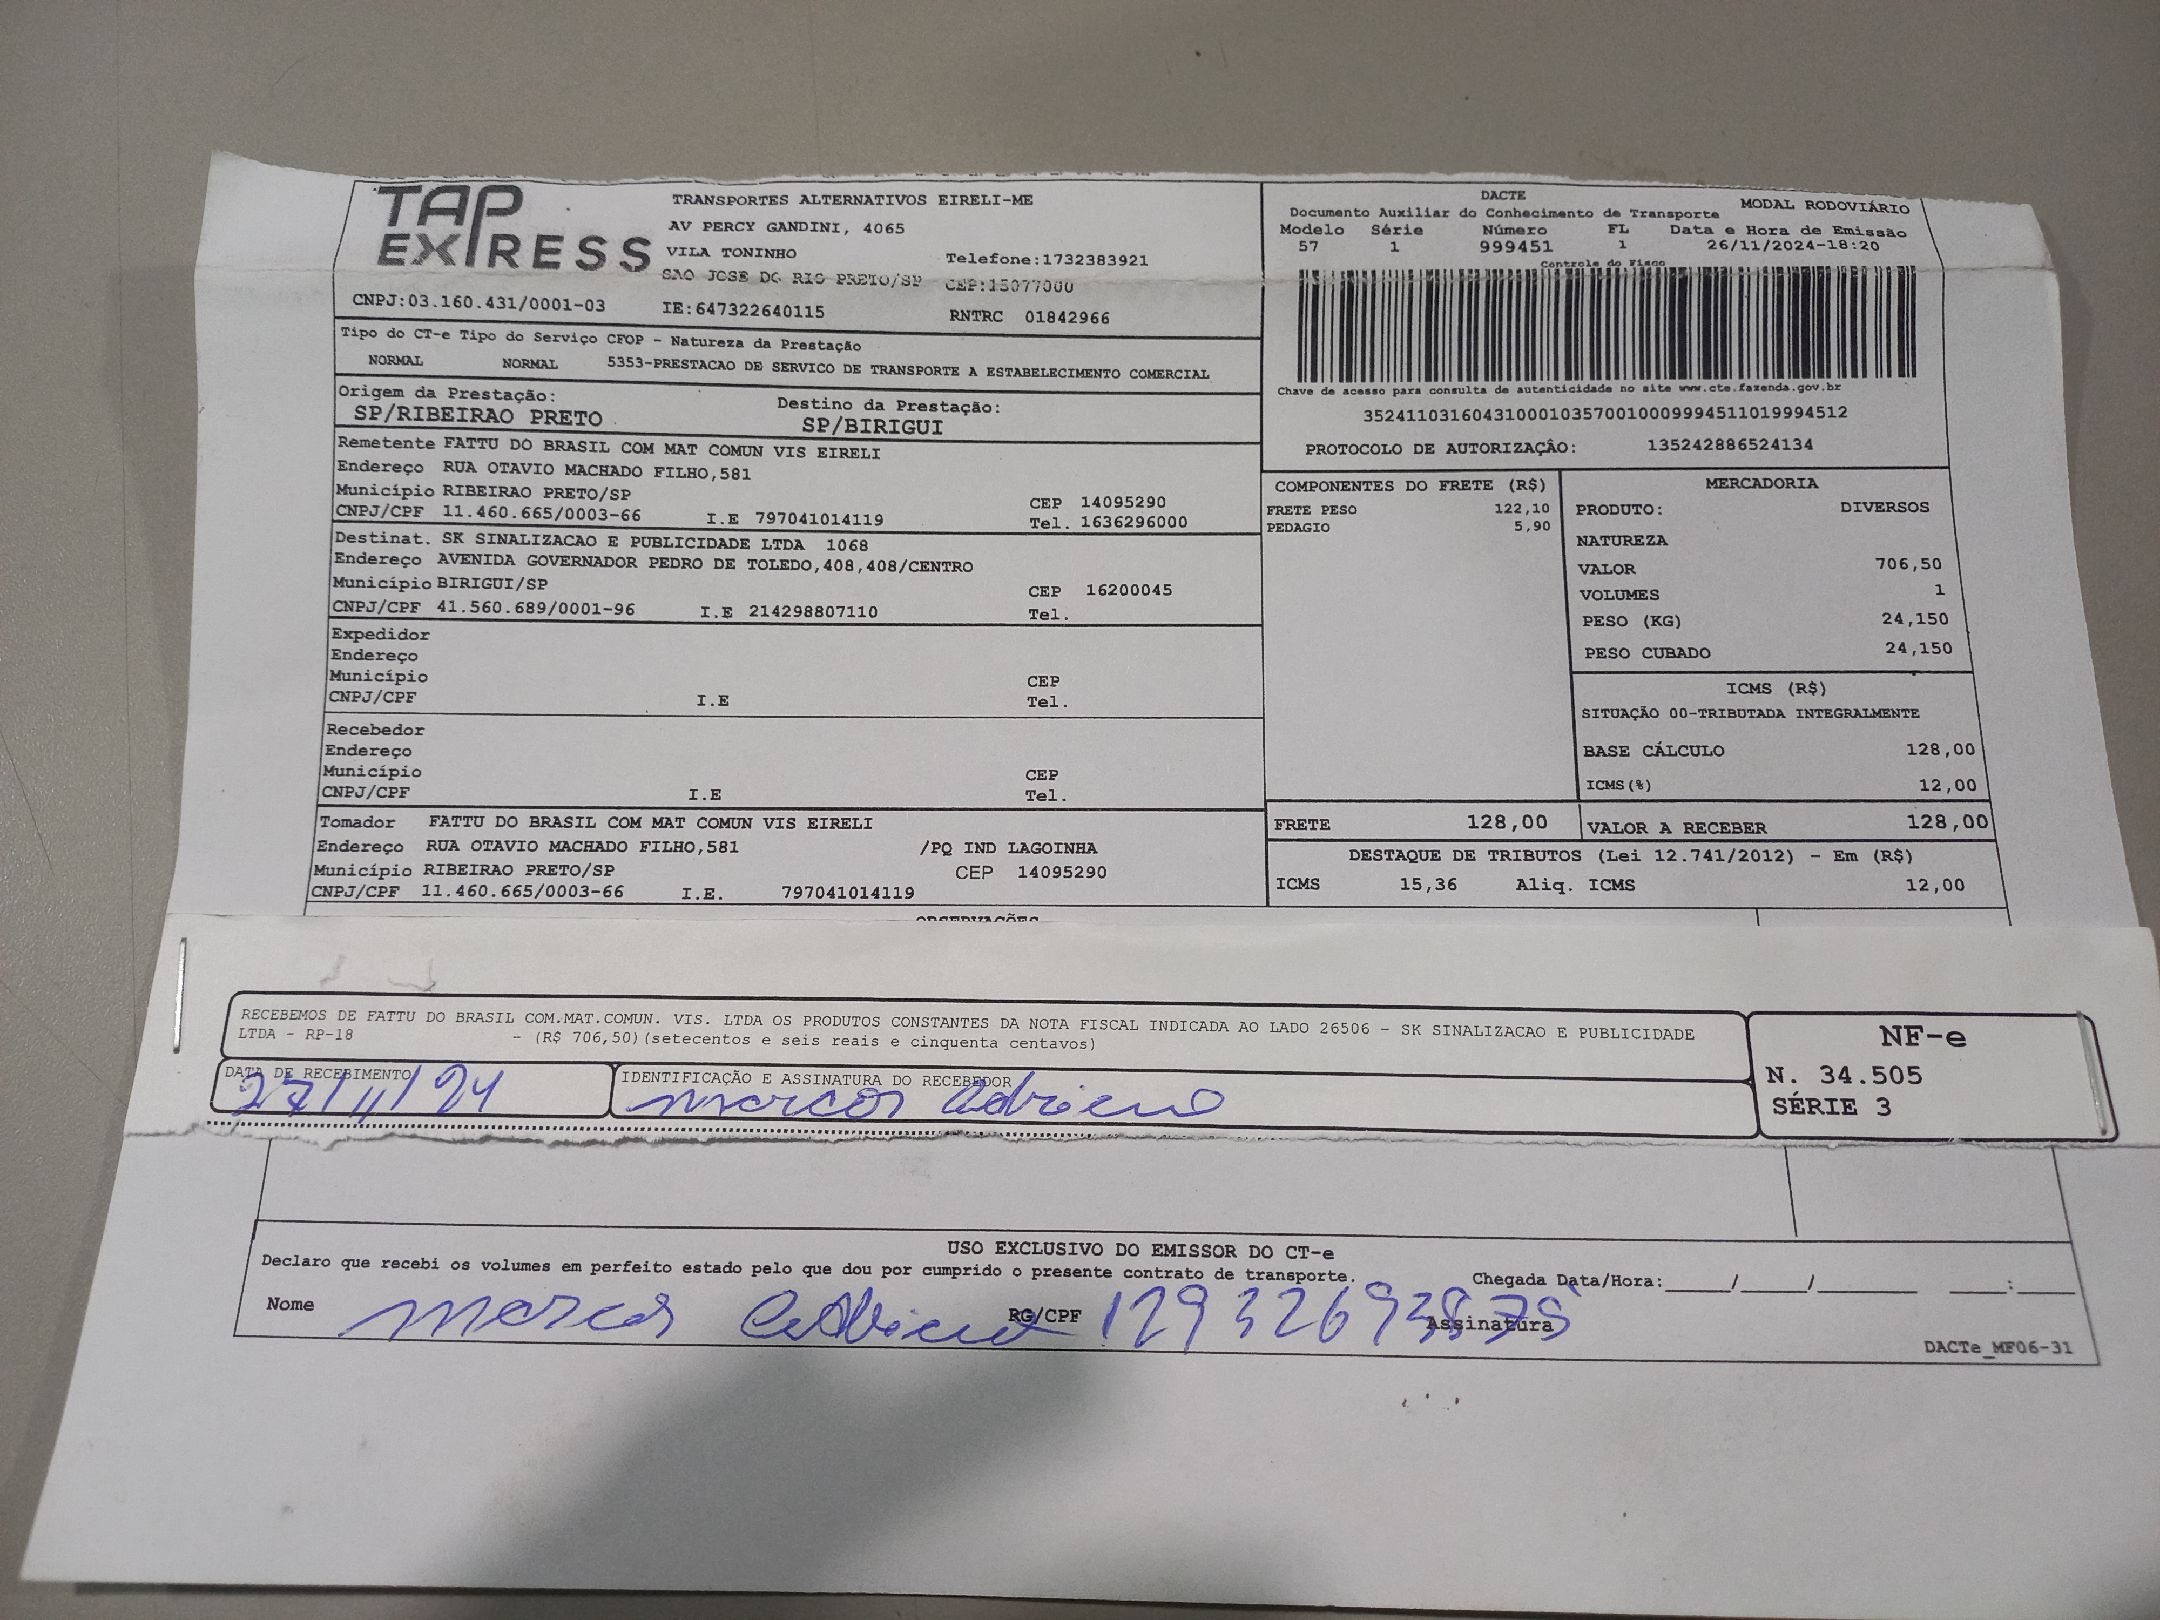 TAP EXPRESS
TRANSPORTES ALTERNATIVOS EIRELI-ME
AV PERCY GANDINI, 4065
VILA TONINHO Telefone:1732383921
SAO JOSE DO RIO PRETO/SP CEP:15077000
CNPJ:03.160.431/0001-03 IE:647322640115 RNTRC 01842966
DACTE MODAL RODOVIÁRIO
Documento Auxiliar do Conhecimento de Transporte
Modelo Série Número FL Data e Hora de Emissão
57 1 999451 1 26/11/2024-18:20
Controle do Fisco
Chave de acesso para consulta de autenticidade no site www.cte.fazenda.gov.br
35241103160431000103570010009994511019994512
PROTOCOLO DE AUTORIZAÇÃO: 135242886524134
Tipo do CT-e Tipo do Serviço CFOP - Natureza da Prestação
NORMAL NORMAL 5353-PRESTACAO DE SERVICO DE TRANSPORTE A ESTABELECIMENTO COMERCIAL
Origem da Prestação: Destino da Prestação:
SP/RIBEIRAO PRETO SP/BIRIGUI
Remetente FATTU DO BRASIL COM MAT COMUN VIS EIRELI
Endereço RUA OTAVIO MACHADO FILHO,581
Município RIBEIRAO PRETO/SP CEP 14095290
CNPJ/CPF 11.460.665/0003-66 I.E 797041014119 Tel. 1636296000
Destinat. SK SINALIZACAO E PUBLICIDADE LTDA 1068
Endereço AVENIDA GOVERNADOR PEDRO DE TOLEDO,408,408/CENTRO
Município BIRIGUI/SP CEP 16200045
CNPJ/CPF 41.560.689/0001-96 I.E 214298807110 Tel.
Expedidor
Endereço
Município CEP
CNPJ/CPF I.E Tel.
Recebedor
Endereço
Município CEP
CNPJ/CPF I.E Tel.
Tomador FATTU DO BRASIL COM MAT COMUN VIS EIRELI
Endereço RUA OTAVIO MACHADO FILHO,581 /PQ IND LAGOINHA
Município RIBEIRAO PRETO/SP CEP 14095290
CNPJ/CPF 11.460.665/0003-66 I.E. 797041014119
COMPONENTES DO FRETE (R$)
FRETE PESO 122,10
PEDAGIO 5,90
MERCADORIA
PRODUTO: DIVERSOS
NATUREZA
VALOR 706,50
VOLUMES 1
PESO (KG) 24,150
PESO CUBADO 24,150
ICMS (R$)
SITUAÇÃO 00-TRIBUTADA INTEGRALMENTE
BASE CÁLCULO 128,00
ICMS(%) 12,00
FRETE 128,00 VALOR A RECEBER 128,00
DESTAQUE DE TRIBUTOS (Lei 12.741/2012) - Em (R$)
ICMS 15,36 Aliq. ICMS 12,00
OBSERVAÇÕES
RECEBEMOS DE FATTU DO BRASIL COM.MAT.COMUN. VIS. LTDA OS PRODUTOS CONSTANTES DA NOTA FISCAL INDICADA AO LADO 26506 - SK SINALIZACAO E PUBLICIDADE
LTDA - RP-18 - (R$ 706,50)(setecentos e seis reais e cinquenta centavos)
DATA DE RECEBIMENTO IDENTIFICAÇÃO E ASSINATURA DO RECEBEDOR
27/11/24 Marcos Adriano
NF-e
N. 34.505
SÉRIE 3
USO EXCLUSIVO DO EMISSOR DO CT-e
Declaro que recebi os volumes em perfeito estado pelo que dou por cumprido o presente contrato de transporte. Chegada Data/Hora:____/____/________ ____:____
Nome Marcos Adriano RG/CPF Assinatura
DACTe_MF06-31